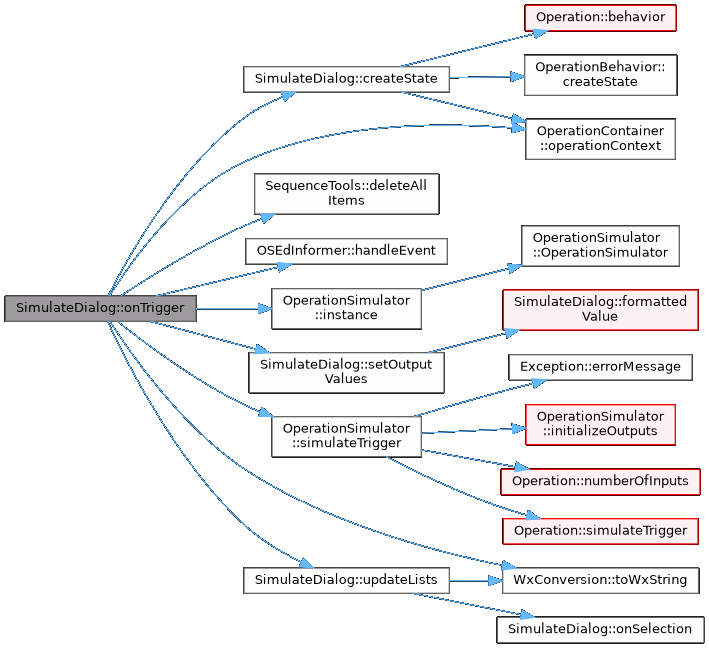 Operation::behavior
SimulateDialog::createState
OperationBehavior::
createState
OperationContainer
::operationContext
SequenceTools::deleteAll
Items
OSEdInformer::handleEvent
OperationSimulator
::OperationSimulator
SimulateDialog::onTrigger
OperationSimulator
::instance
SimulateDialog::formatted
Value
SimulateDialog::setOutput
Values
Exception::errorMessage
OperationSimulator
::simulateTrigger
OperationSimulator
::initializeOutputs
Operation::numberOfInputs
Operation::simulateTrigger
SimulateDialog::updateLists
WxConversion::toWxString
SimulateDialog::onSelection